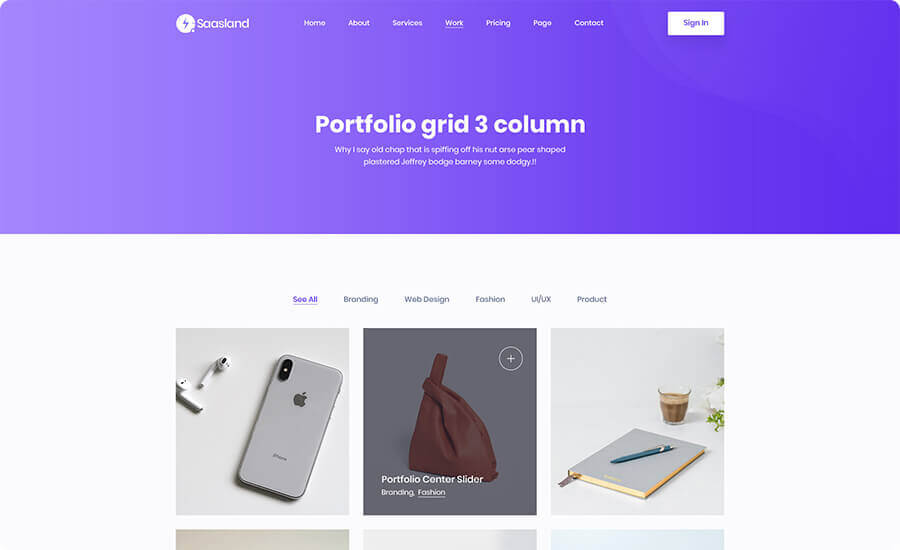 Saasland
Home About Services Work Pricing Page Contact
Sign In
Portfolio grid 3 column
Why I say old chap that is spiffing off his nut arse pear shaped
plastered Jeffrey bodge barney some dodgy.!!
See All Branding Web Design Fashion UI/UX Product
iPhone
Portfolio Center Slider
Branding, Fashion